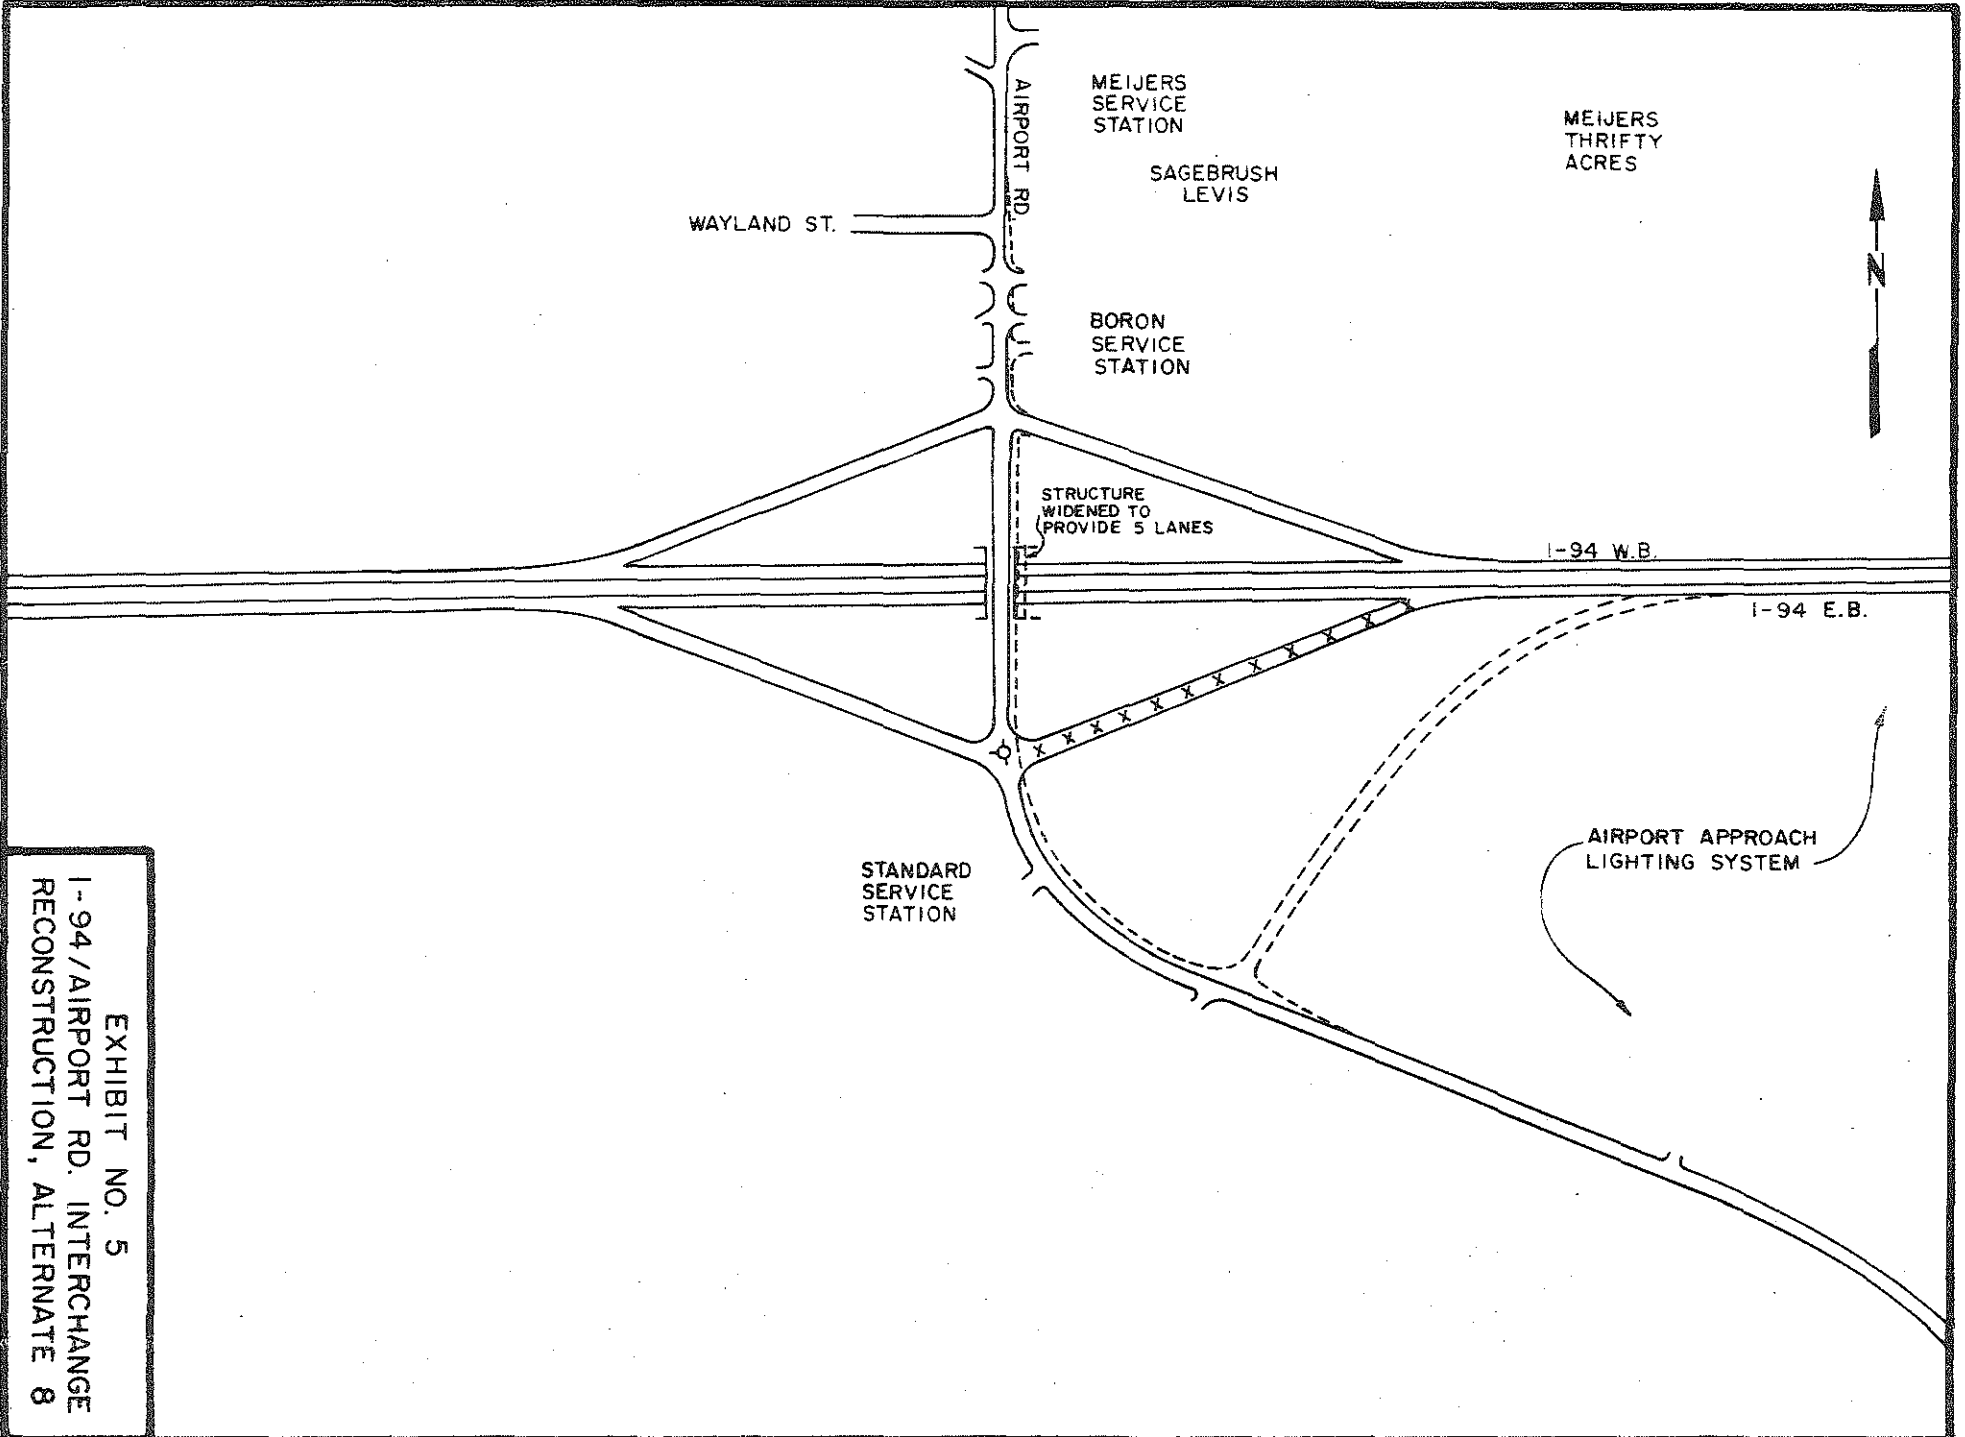 AIRPORT RD.
MEIJERS
SERVICE
STATION
MEIJERS
THRIFTY
ACRES
SAGEBRUSH
LEVIS
WAYLAND ST.
N
BORON
SERVICE
STATION
STRUCTURE
WIDENED TO
PROVIDE 5 LANES
I-94 W.B.
I-94 E.B.
AIRPORT APPROACH
LIGHTING SYSTEM
STANDARD
SERVICE
STATION
EXHIBIT NO. 5
I-94/AIRPORT RD. INTERCHANGE
RECONSTRUCTION, ALTERNATE 8